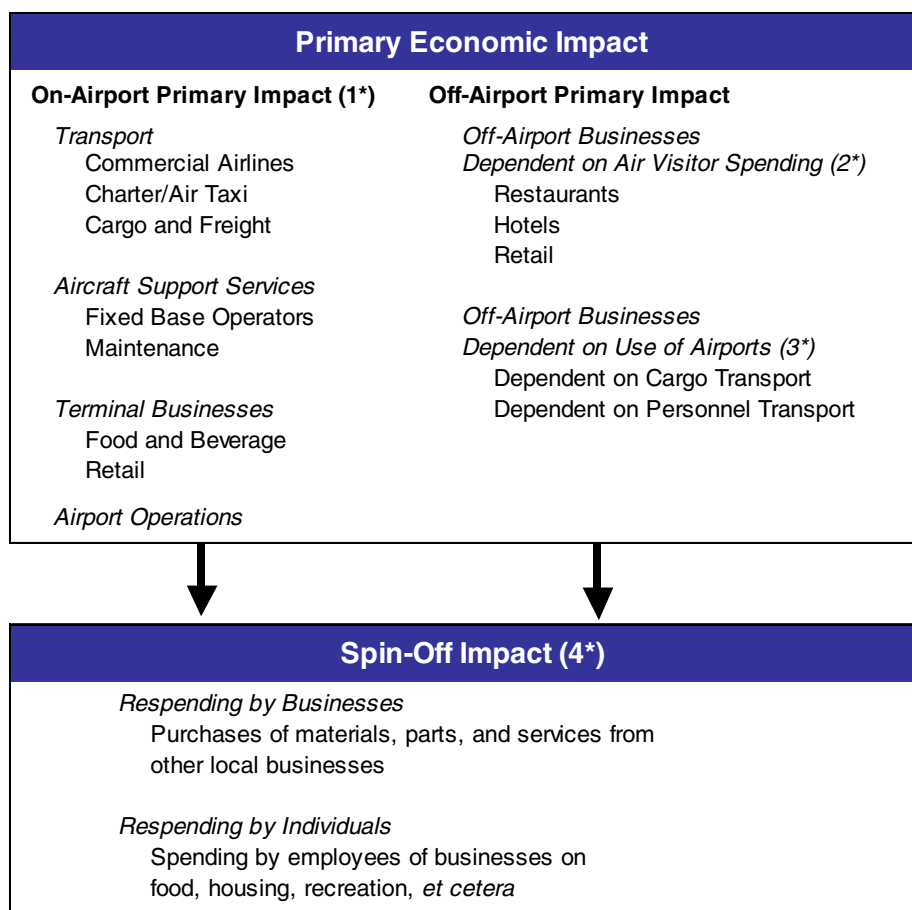 Primary Economic Impact
On-Airport Primary Impact (1*)
Transport
Commercial Airlines
Charter/Air Taxi
Cargo and Freight
Aircraft Support Services
Fixed Base Operators
Maintenance
Terminal Businesses
Food and Beverage
Retail
Airport Operations
Off-Airport Primary Impact
Off-Airport Businesses
Dependent on Air Visitor Spending (2*)
Restaurants
Hotels
Retail
Off-Airport Businesses
Dependent on Use of Airports (3*)
Dependent on Cargo Transport
Dependent on Personnel Transport
Spin-Off Impact (4*)
Respending by Businesses
Purchases of materials, parts, and services from
other local businesses
Respending by Individuals
Spending by employees of businesses on
food, housing, recreation, et cetera